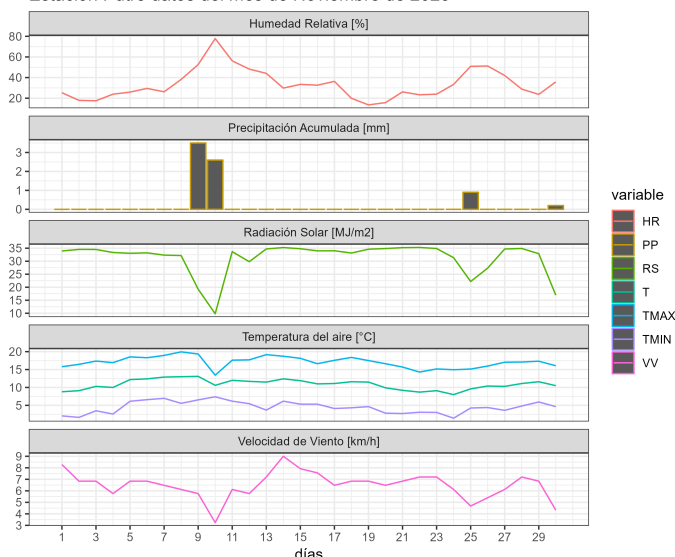 Humedad Relativa [%]
80
60
40
20
Precipitación Acumulada [mm]
3
2
1
0
Radiación Solar [MJ/m2]
35
30
25
20
15
10
Temperatura del aire [°C]
20
15
10
5
Velocidad de Viento [km/h]
9
8
7
6
5
4
3
1 3 5 7 9 11 13 15 17 19 21 23 25 27 29
días
variable
HR
PP
RS
T
TMAX
TMIN
VV